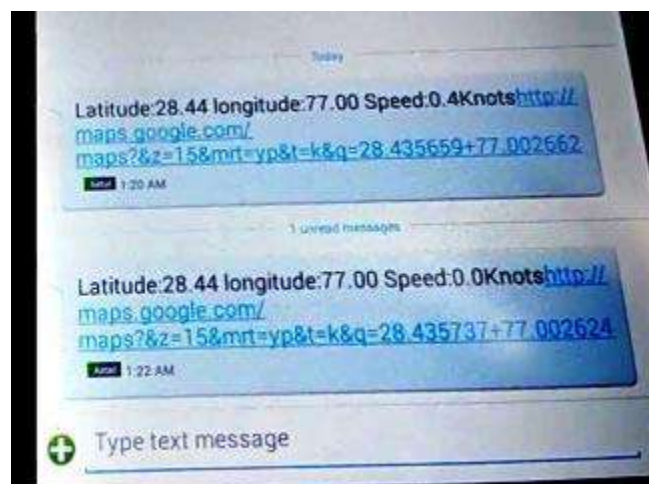 Today
Latitude:28.44 longitude:77.00 Speed:0.4Knotshttp://
maps.google.com/
maps?&z=15&mrt=yp&t=k&q=28.435659+77.002662
Airtel 1:20 AM
1 unread messages
Latitude:28.44 longitude:77.00 Speed:0.0Knotshttp://
maps.google.com/
maps?&z=15&mrt=yp&t=k&q=28.435737+77.002624
Airtel 1:22 AM
Type text message